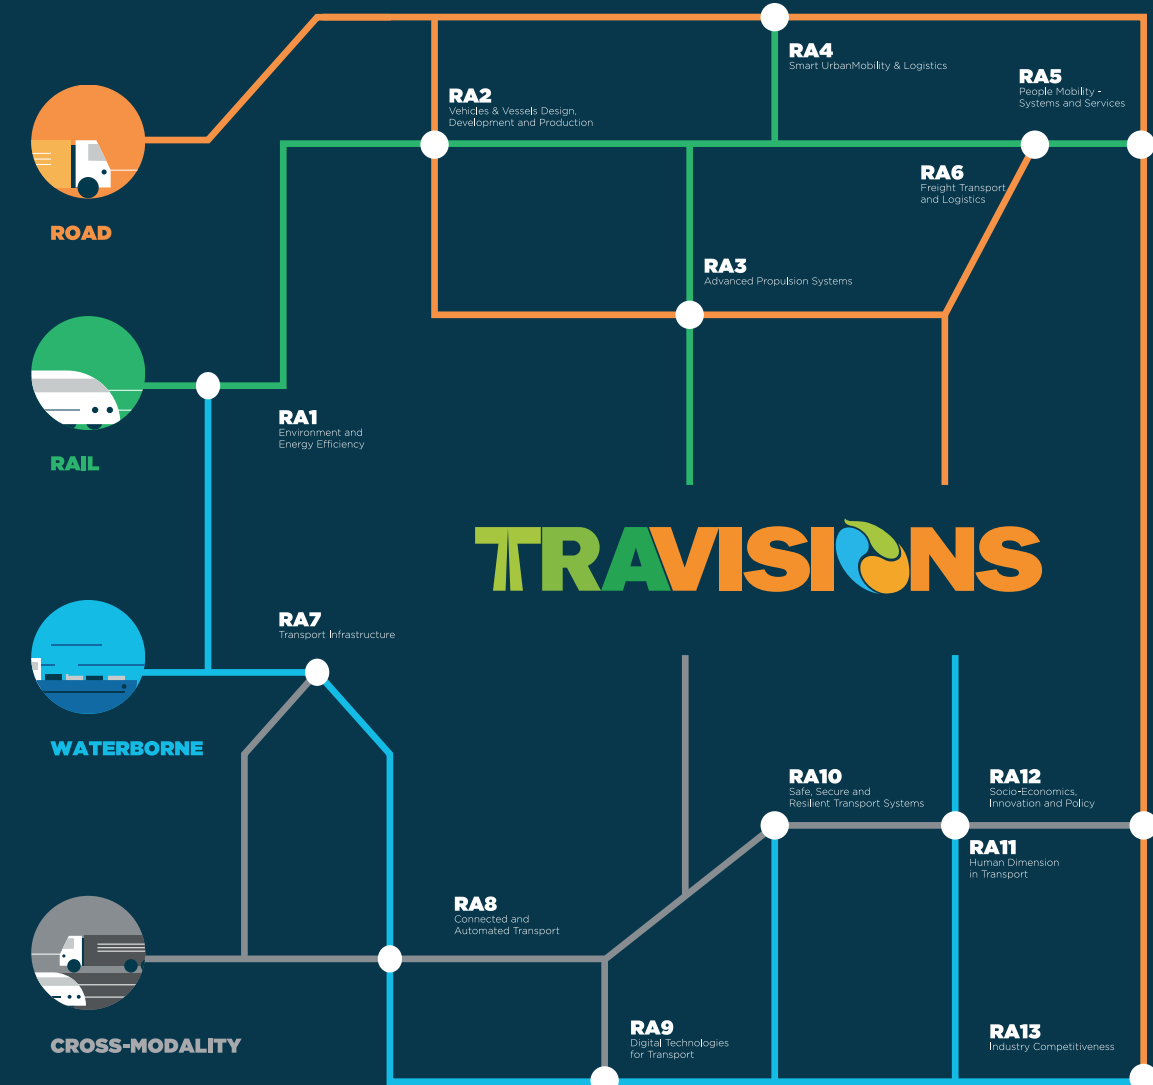 RA4
Smart UrbanMobility & Logistics
RA5
People Mobility -
Systems and Services
RA2
Vehicles & Vessels Design,
Development and Production
RA6
Freight Transport
and Logistics
ROAD
RA3
Advanced Propulsion Systems
RA1
Environment and
Energy Efficiency
RAIL
TRAVISIONS
RA7
Transport Infrastructure
WATERBORNE
RA10
Safe, Secure and
Resilient Transport Systems
RA12
Socio-Economics,
Innovation and Policy
RA11
Human Dimension
in Transport
RA8
Connected and
Automated Transport
RA9
Digital Technologies
for Transport
RA13
Industry Competitiveness
CROSS-MODALITY